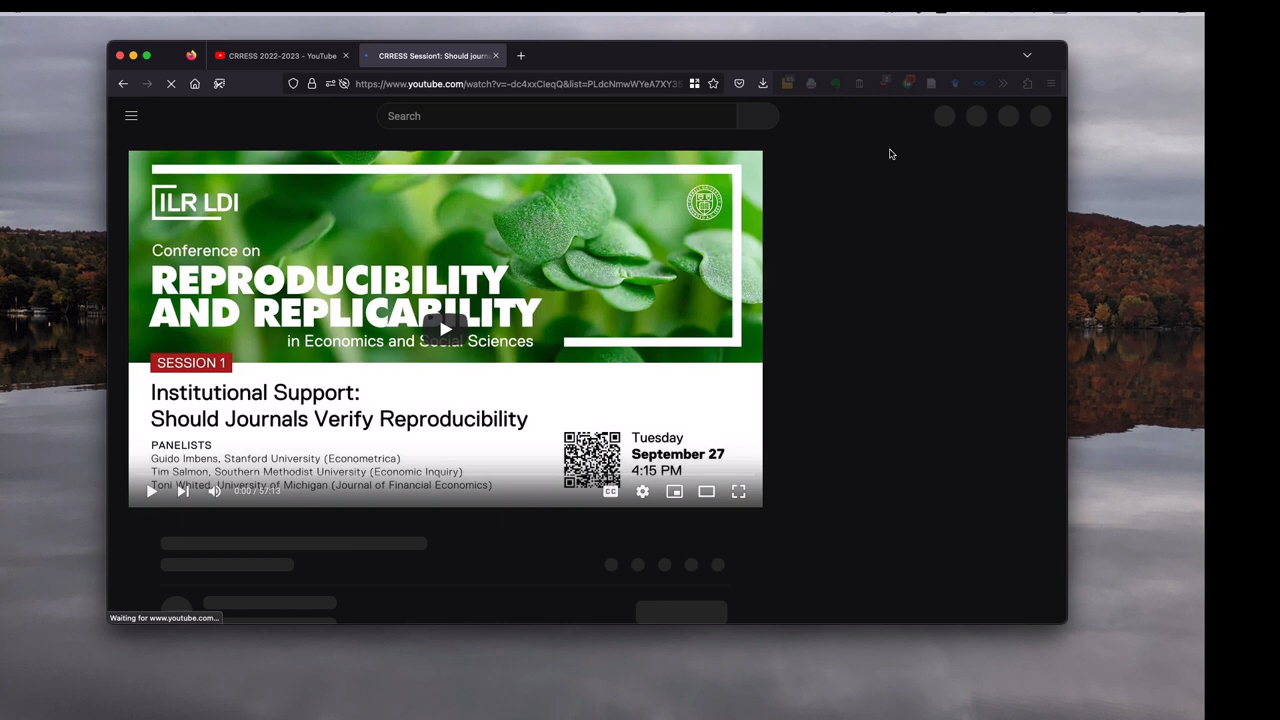 CRRESS 2022-2023 - YouTube
CRRESS Session1: Should journ
https://www.youtube.com/watch?v=-dc4xxCIeqQ&list=PLdcNmwWYeA7XY3S
Search
ILR LDI
Conference on
REPRODUCIBILITY
AND REPLICABILITY
in Economics and Social Sciences
SESSION 1
Institutional Support:
Should Journals Verify Reproducibility
PANELISTS
Guido Imbens, Stanford University (Econometrica)
Tim Salmon, Southern Methodist University (Economic Inquiry)
Toni Whited, University of Michigan (Journal of Financial Economics)
Tuesday
September 27
4:15 PM
0:00 / 57:13
CC
Waiting for www.youtube.com...